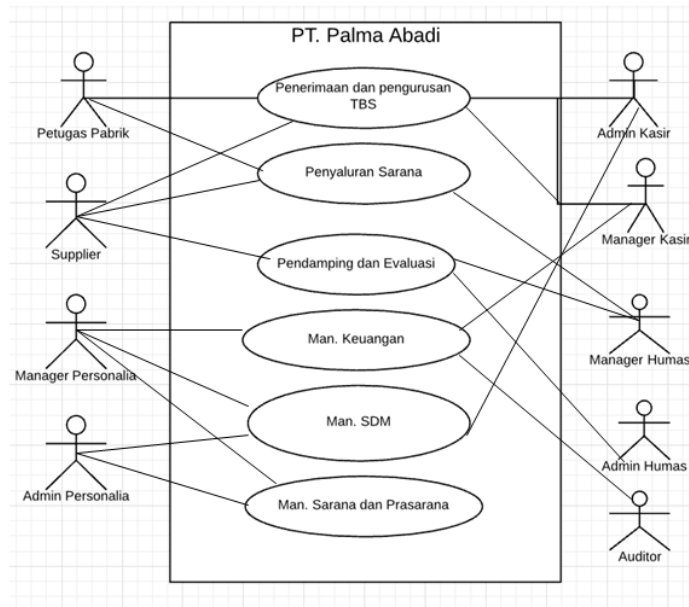 PT. Palma Abadi
Penerimaan dan pengurusan
TBS
Petugas Pabrik
Admin Kasir
Penyaluran Sarana
Supplier
Manager Kasir
Pendamping dan Evaluasi
Man. Keuangan
Manager Personalia
Manager Humas
Man. SDM
Admin Humas
Admin Personalia
Man. Sarana dan Prasarana
Auditor